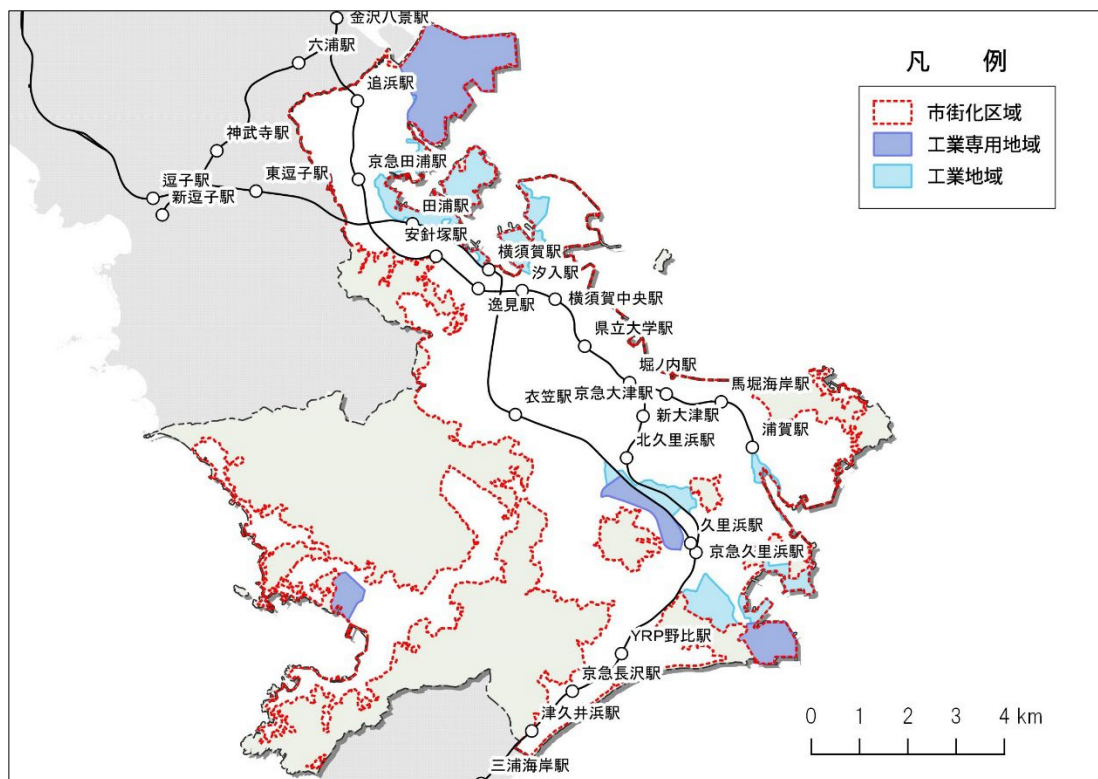 金沢八景駅
六浦駅
追浜駅
神武寺駅
京急田浦駅
東逗子駅
逗子駅
新逗子駅
田浦駅
安針塚駅
横須賀駅
汐入駅
逸見駅
横須賀中央駅
県立大学駅
堀ノ内駅
馬堀海岸駅
衣笠駅
京急大津駅
新大津駅
浦賀駅
北久里浜駅
久里浜駅
京急久里浜駅
YRP野比駅
京急長沢駅
津久井浜駅
三浦海岸駅
凡 例
市街化区域
工業専用地域
工業地域
0 1 2 3 4 km